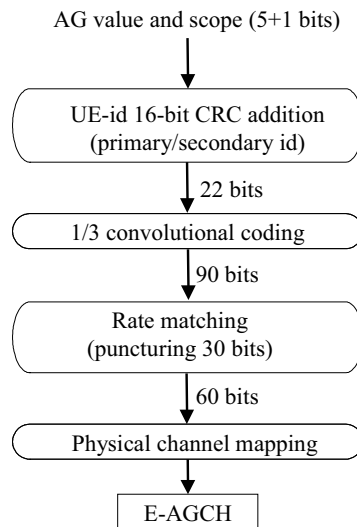 AG value and scope (5+1 bits)
UE-id 16-bit CRC addition
(primary/secondary id)
22 bits
1/3 convolutional coding
90 bits
Rate matching
(puncturing 30 bits)
60 bits
Physical channel mapping
E-AGCH